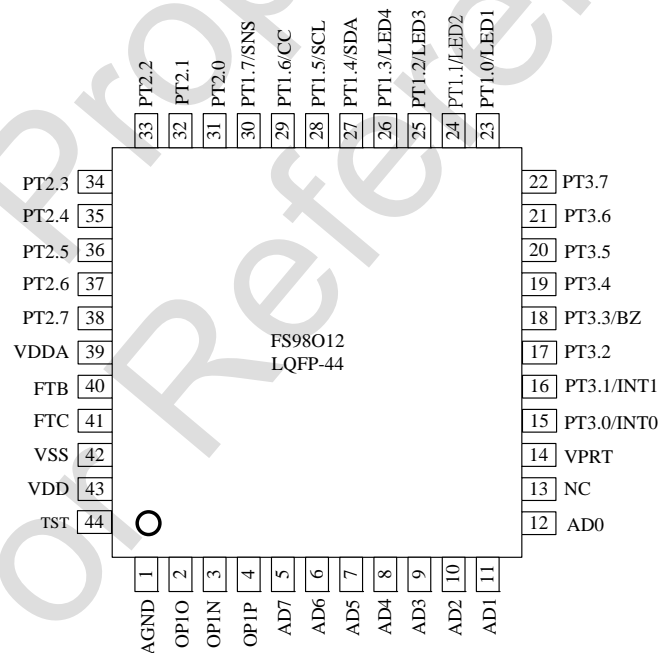 Prop
or Refere
33 PT2.2
32 PT2.1
31 PT2.0
30 PT1.7/SNS
29 PT1.6/CC
28 PT1.5/SCL
27 PT1.4/SDA
26 PT1.3/LED4
25 PT1.2/LED3
24 PT1.1/LED2
23 PT1.0/LED1
PT2.3 34
PT2.4 35
PT2.5 36
PT2.6 37
PT2.7 38
VDDA 39
FTB 40
FTC 41
VSS 42
VDD 43
TST 44
FS98O12
LQFP-44
22 PT3.7
21 PT3.6
20 PT3.5
19 PT3.4
18 PT3.3/BZ
17 PT3.2
16 PT3.1/INT1
15 PT3.0/INT0
14 VPRT
13 NC
12 AD0
AGND 1
OP1O 2
OP1N 3
OP1P 4
AD7 5
AD6 6
AD5 7
AD4 8
AD3 9
AD2 10
AD1 11